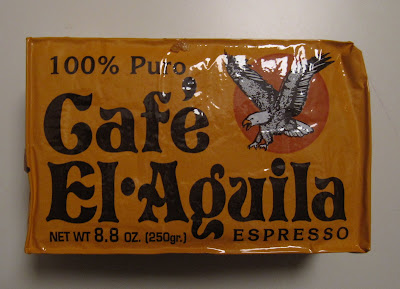 100% Puro
Café
El·Aguila
NET WT 8.8 OZ. (250gr.) ESPRESSO